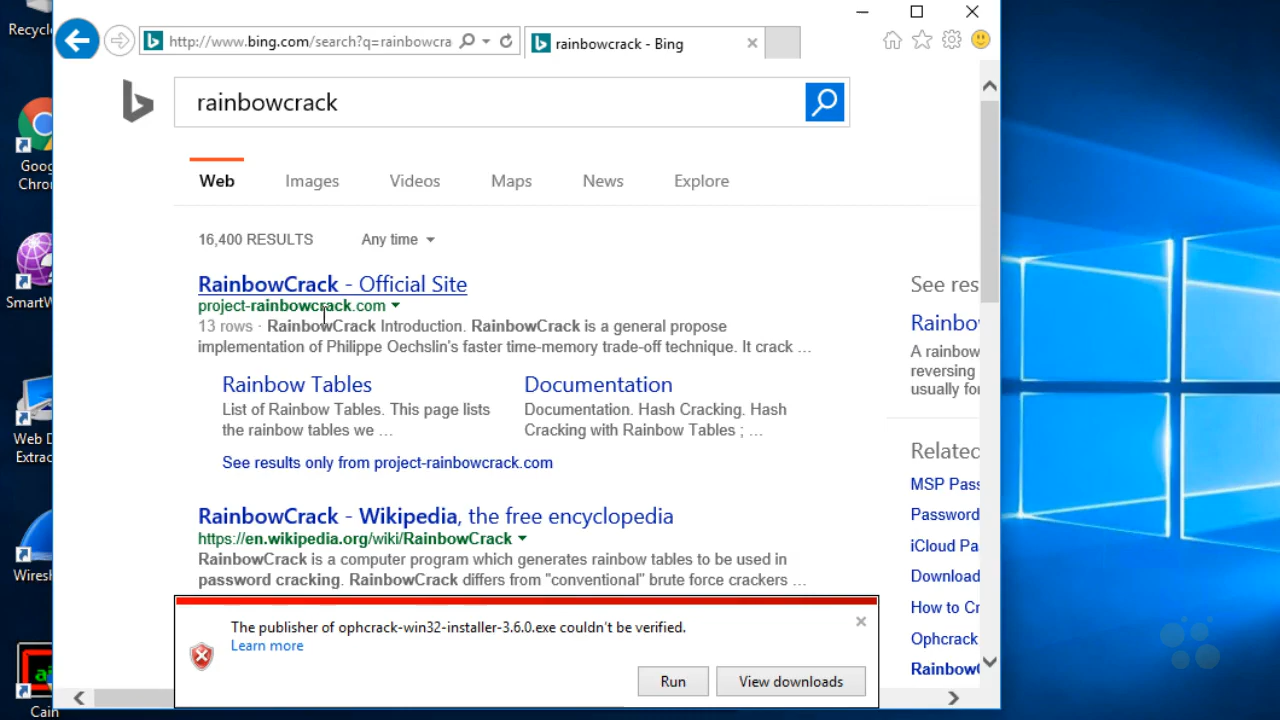 Recycl
Goog
Chro
SmartW
Web D
Extrac
Wiresh
Cain
http://www.bing.com/search?q=rainbowcra
rainbowcrack - Bing
rainbowcrack
Web
Images
Videos
Maps
News
Explore
16,400 RESULTS
Any time
RainbowCrack - Official Site
project-rainbowcrack.com
13 rows · RainbowCrack Introduction. RainbowCrack is a general propose
implementation of Philippe Oechslin's faster time-memory trade-off technique. It crack ...
Rainbow Tables
List of Rainbow Tables. This page lists
the rainbow tables we ...
Documentation
Documentation. Hash Cracking. Hash
Cracking with Rainbow Tables ; ...
See results only from project-rainbowcrack.com
RainbowCrack - Wikipedia, the free encyclopedia
https://en.wikipedia.org/wiki/RainbowCrack
RainbowCrack is a computer program which generates rainbow tables to be used in
password cracking. RainbowCrack differs from "conventional" brute force crackers ...
See res
Rainbo
A rainbow
reversing
usually fo
Related
MSP Pass
Password
iCloud Pa
Download
How to Cr
Ophcrack
RainbowC
The publisher of ophcrack-win32-installer-3.6.0.exe couldn't be verified.
Learn more
Run
View downloads